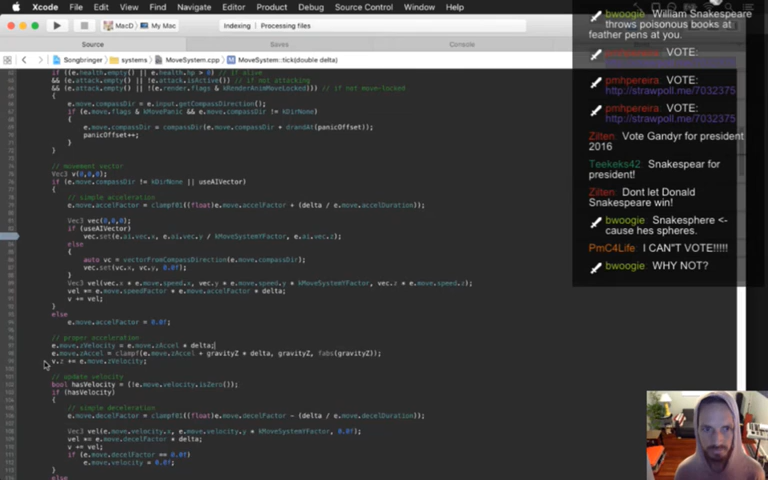 Xcode File Edit View Find Navigate Editor Product Debug Source Control Window Help
MacD My Mac
Indexing | Processing files
Source Saves Console
Songbringer systems MoveSystem.cpp MoveSystem::tick(double delta)
if ((e.health.empty() || e.health.hp > 0) // if alive
&& (e.attack.empty() || !e.attack.isActive()) // if not attacking
&& (e.render.empty() || !(e.render.flags & kRenderAnimMoveLocked))) // if not move-locked
{
e.move.compassDir = e.input.getCompassDirection();
if (e.move.flags & kMovePanic && e.move.compassDir != kDirNone)
{
e.move.compassDir = compassDir(e.move.compassDir + drandAt(panicOffset));
panicOffset++;
}
}
// movement vector
Vec3 v(0,0,0);
if (e.move.compassDir != kDirNone || useAIVector)
{
// simple acceleration
e.move.accelFactor = clampf01((float)e.move.accelFactor + (delta / e.move.accelDuration));
Vec3 vec(0,0,0);
if (useAIVector)
vec.set(e.ai.vec.x, e.ai.vec.y / kMoveSystemYFactor, e.ai.vec.z);
else
{
auto vc = vectorFromCompassDirection(e.move.compassDir);
vec.set(vc.x, vc.y, 0.0f);
}
Vec3 vel(vec.x * e.move.speed.x, vec.y * e.move.speed.y * kMoveSystemYFactor, vec.z * e.move.speed.z);
vel *= e.move.speedFactor * e.move.accelFactor * delta;
v += vel;
}
else
e.move.accelFactor = 0.0f;
// proper acceleration
e.move.zVelocity = e.move.zAccel * delta;
e.move.zAccel = clampf(e.move.zAccel + gravityZ * delta, gravityZ, fabs(gravityZ));
v.z += e.move.zVelocity;
// update velocity
bool hasVelocity = (!e.move.velocity.isZero());
if (hasVelocity)
{
// simple deceleration
e.move.decelFactor = clampf01((float)e.move.decelFactor - (delta / e.move.decelDuration));
Vec3 vel(e.move.velocity.x, e.move.velocity.y * kMoveSystemYFactor, 0.0f);
vel *= e.move.decelFactor * delta;
v += vel;
if (e.move.decelFactor == 0.0f)
e.move.velocity = 0.0f;
}
else
bwoogie William Snakespeare
throws poisonous books at
feather pens at you.
pmhpereira VOTE:
pmhpereira VOTE:
http://strawpoll.me/7032375
pmhpereira VOTE:
http://strawpoll.me/7032375
Zilten: Vote Gandyr for president
2016
Teekeks42: Snakespear for
president!
Zilten: Dont let Donald
Snakespeare win!
bwoogie: Snakesphere <-
cause hes spheres.
PmC4Life: I CAN"T VOTE!!!!!!
bwoogie: WHY NOT?